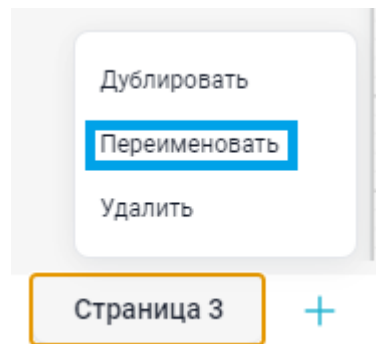 Дублировать
Переименовать
Удалить
Страница 3